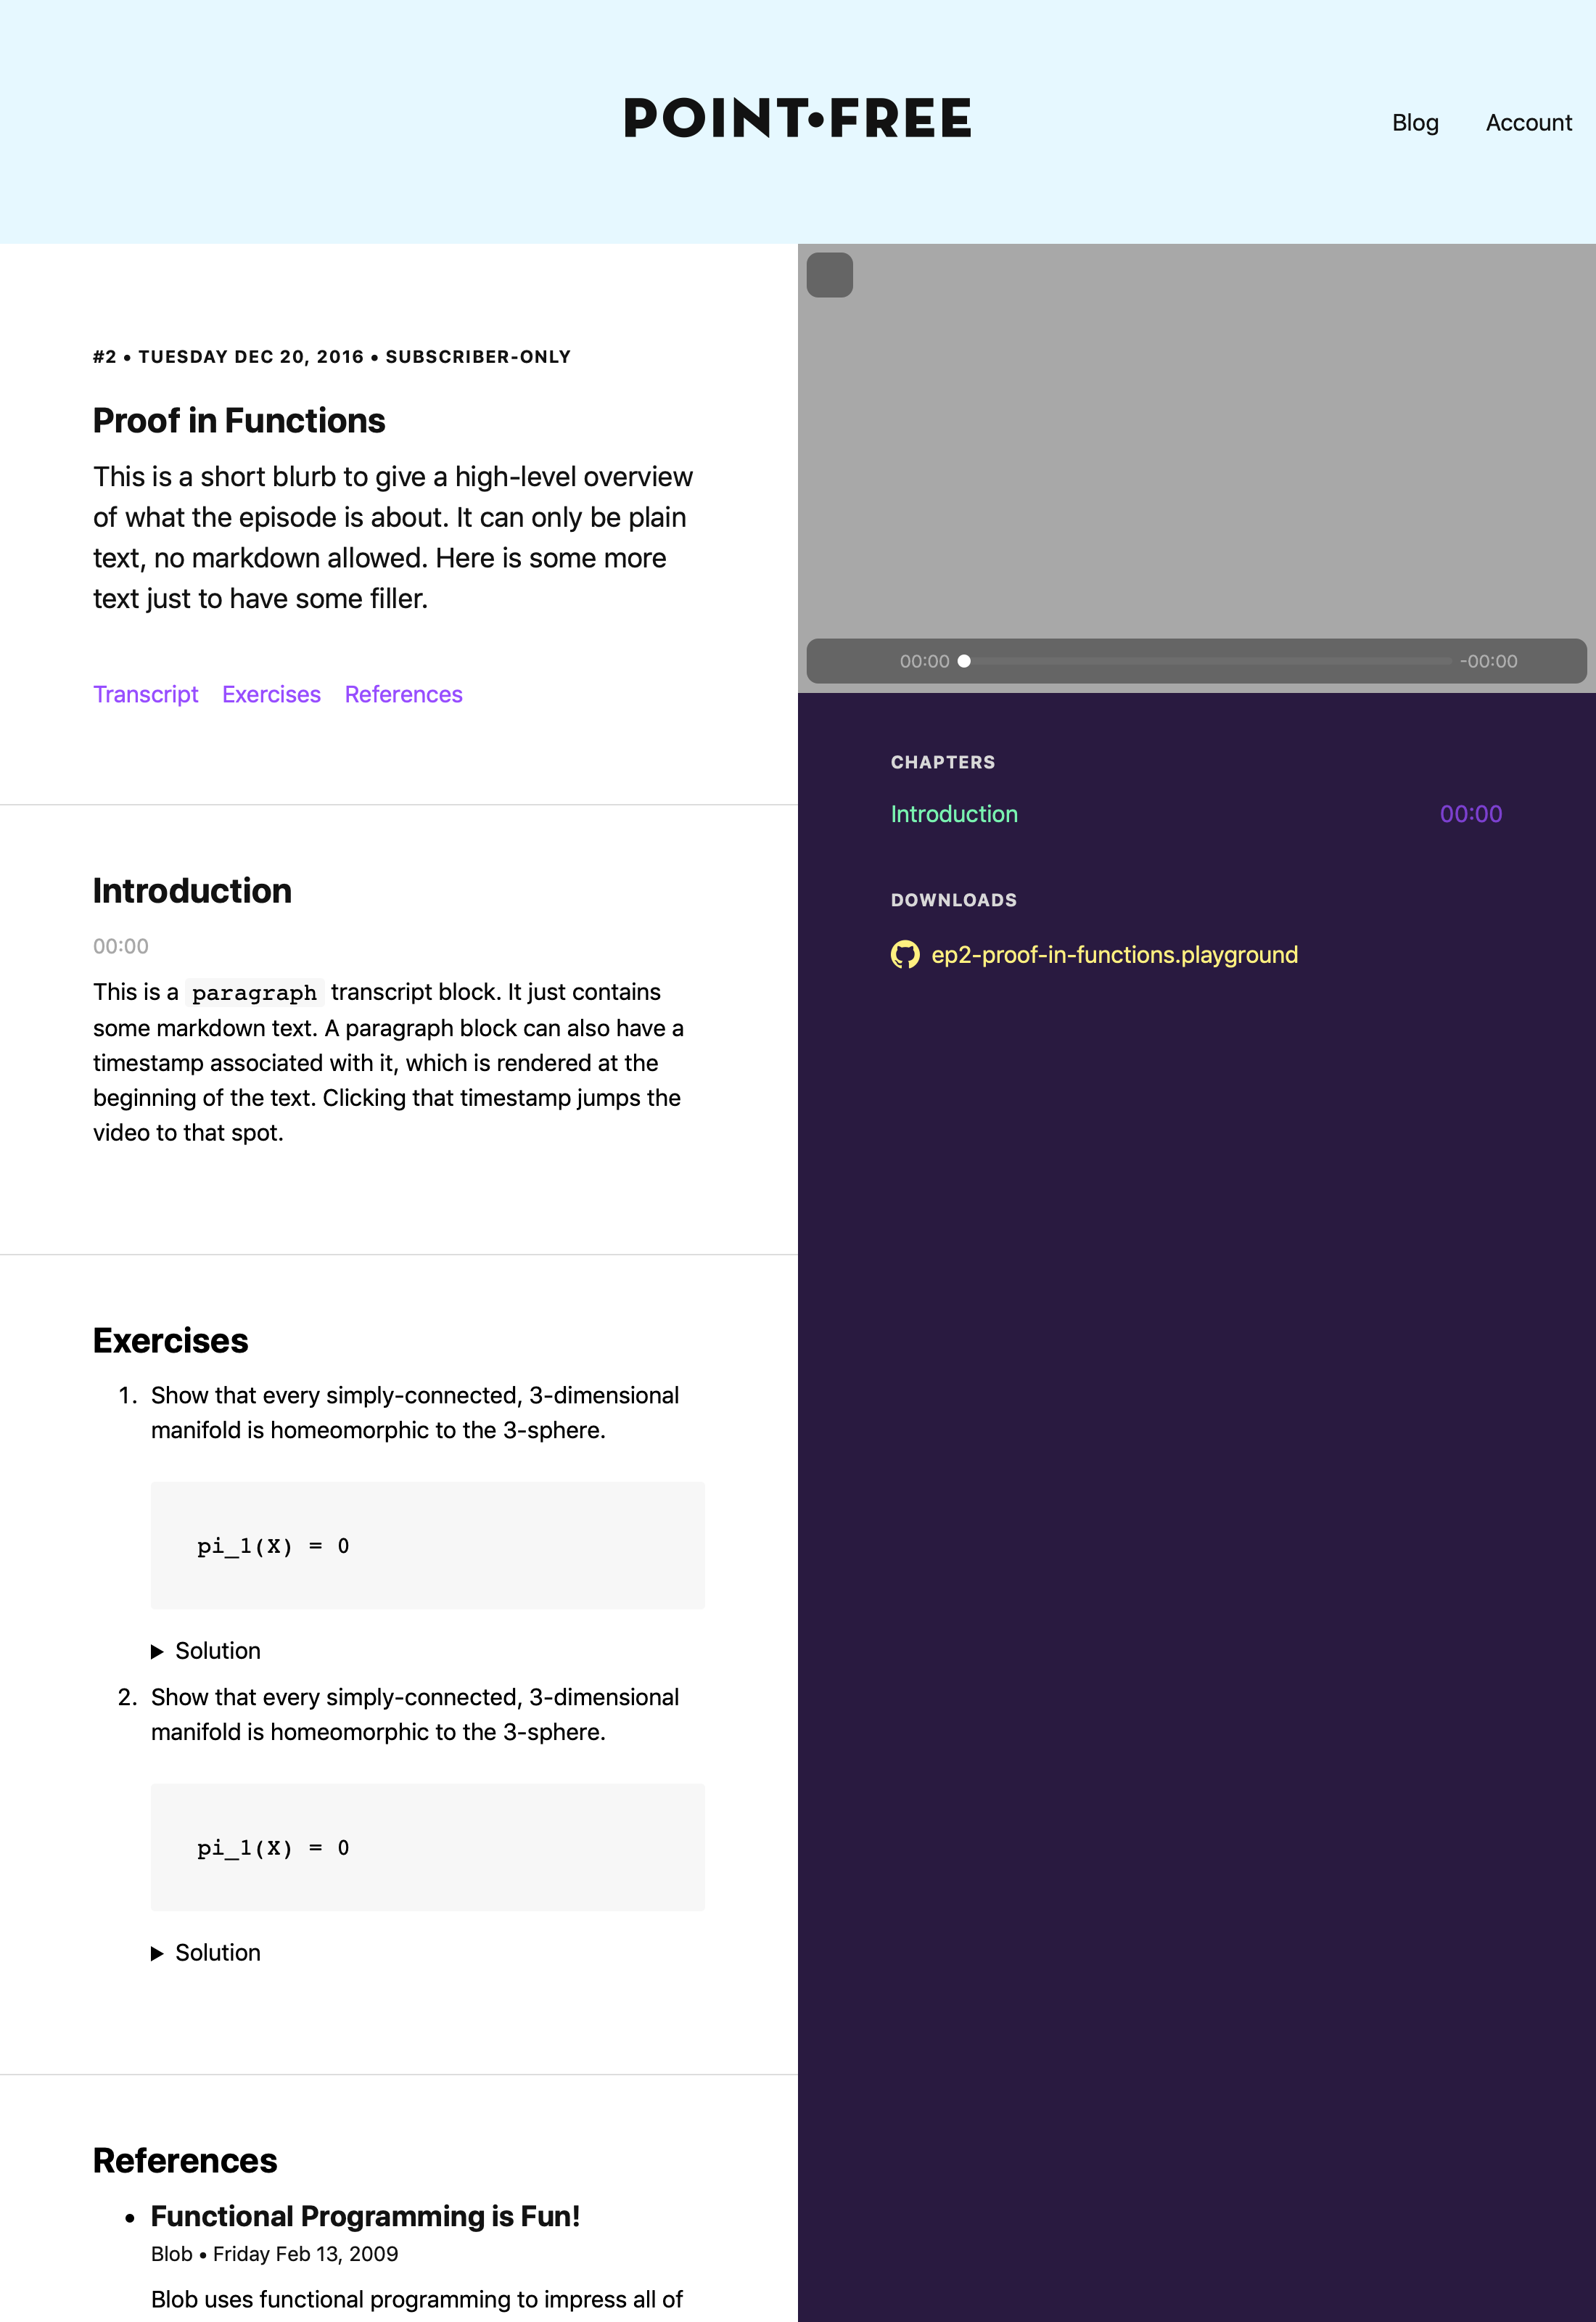 POINT•FREE
Blog
Account
#2 • TUESDAY DEC 20, 2016 • SUBSCRIBER-ONLY
Proof in Functions
This is a short blurb to give a high-level overview
of what the episode is about. It can only be plain
text, no markdown allowed. Here is some more
text just to have some filler.
Transcript Exercises References
Introduction
00:00
This is a paragraph transcript block. It just contains
some markdown text. A paragraph block can also have a
timestamp associated with it, which is rendered at the
beginning of the text. Clicking that timestamp jumps the
video to that spot.
Exercises
1. Show that every simply-connected, 3-dimensional
manifold is homeomorphic to the 3-sphere.
pi_1(X) = 0
Solution
2. Show that every simply-connected, 3-dimensional
manifold is homeomorphic to the 3-sphere.
pi_1(X) = 0
Solution
References
• Functional Programming is Fun!
Blob • Friday Feb 13, 2009
Blob uses functional programming to impress all of
00:00 -00:00
CHAPTERS
Introduction 00:00
DOWNLOADS
ep2-proof-in-functions.playground